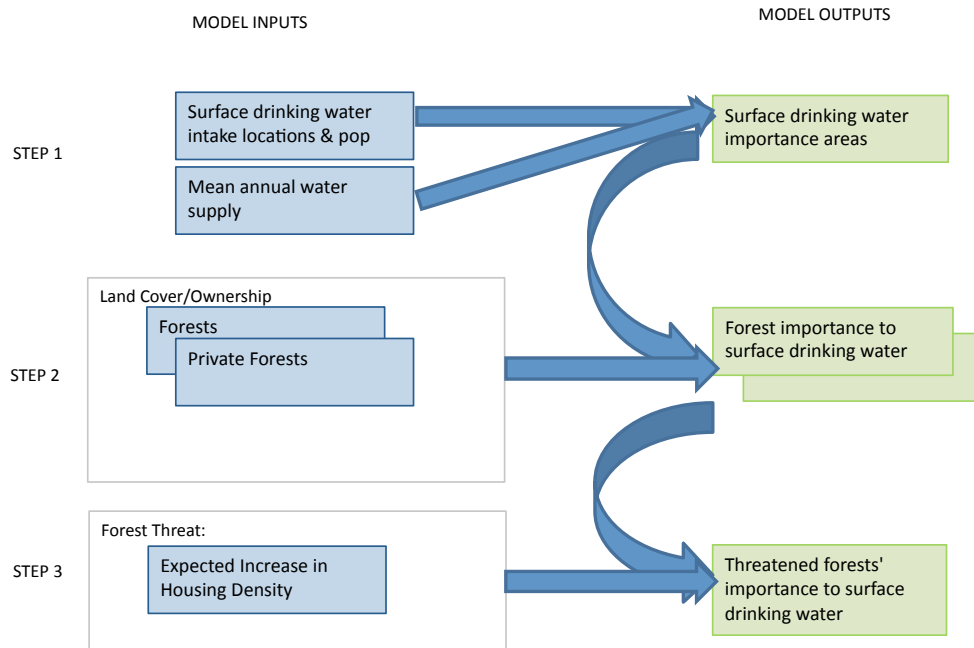 MODEL INPUTS
MODEL OUTPUTS
STEP 1
Surface drinking water
intake locations & pop
Mean annual water
supply
Surface drinking water
importance areas
STEP 2
Land Cover/Ownership
Forests
Private Forests
Forest importance to
surface drinking water
STEP 3
Forest Threat:
Expected Increase in
Housing Density
Threatened forests'
importance to surface
drinking water